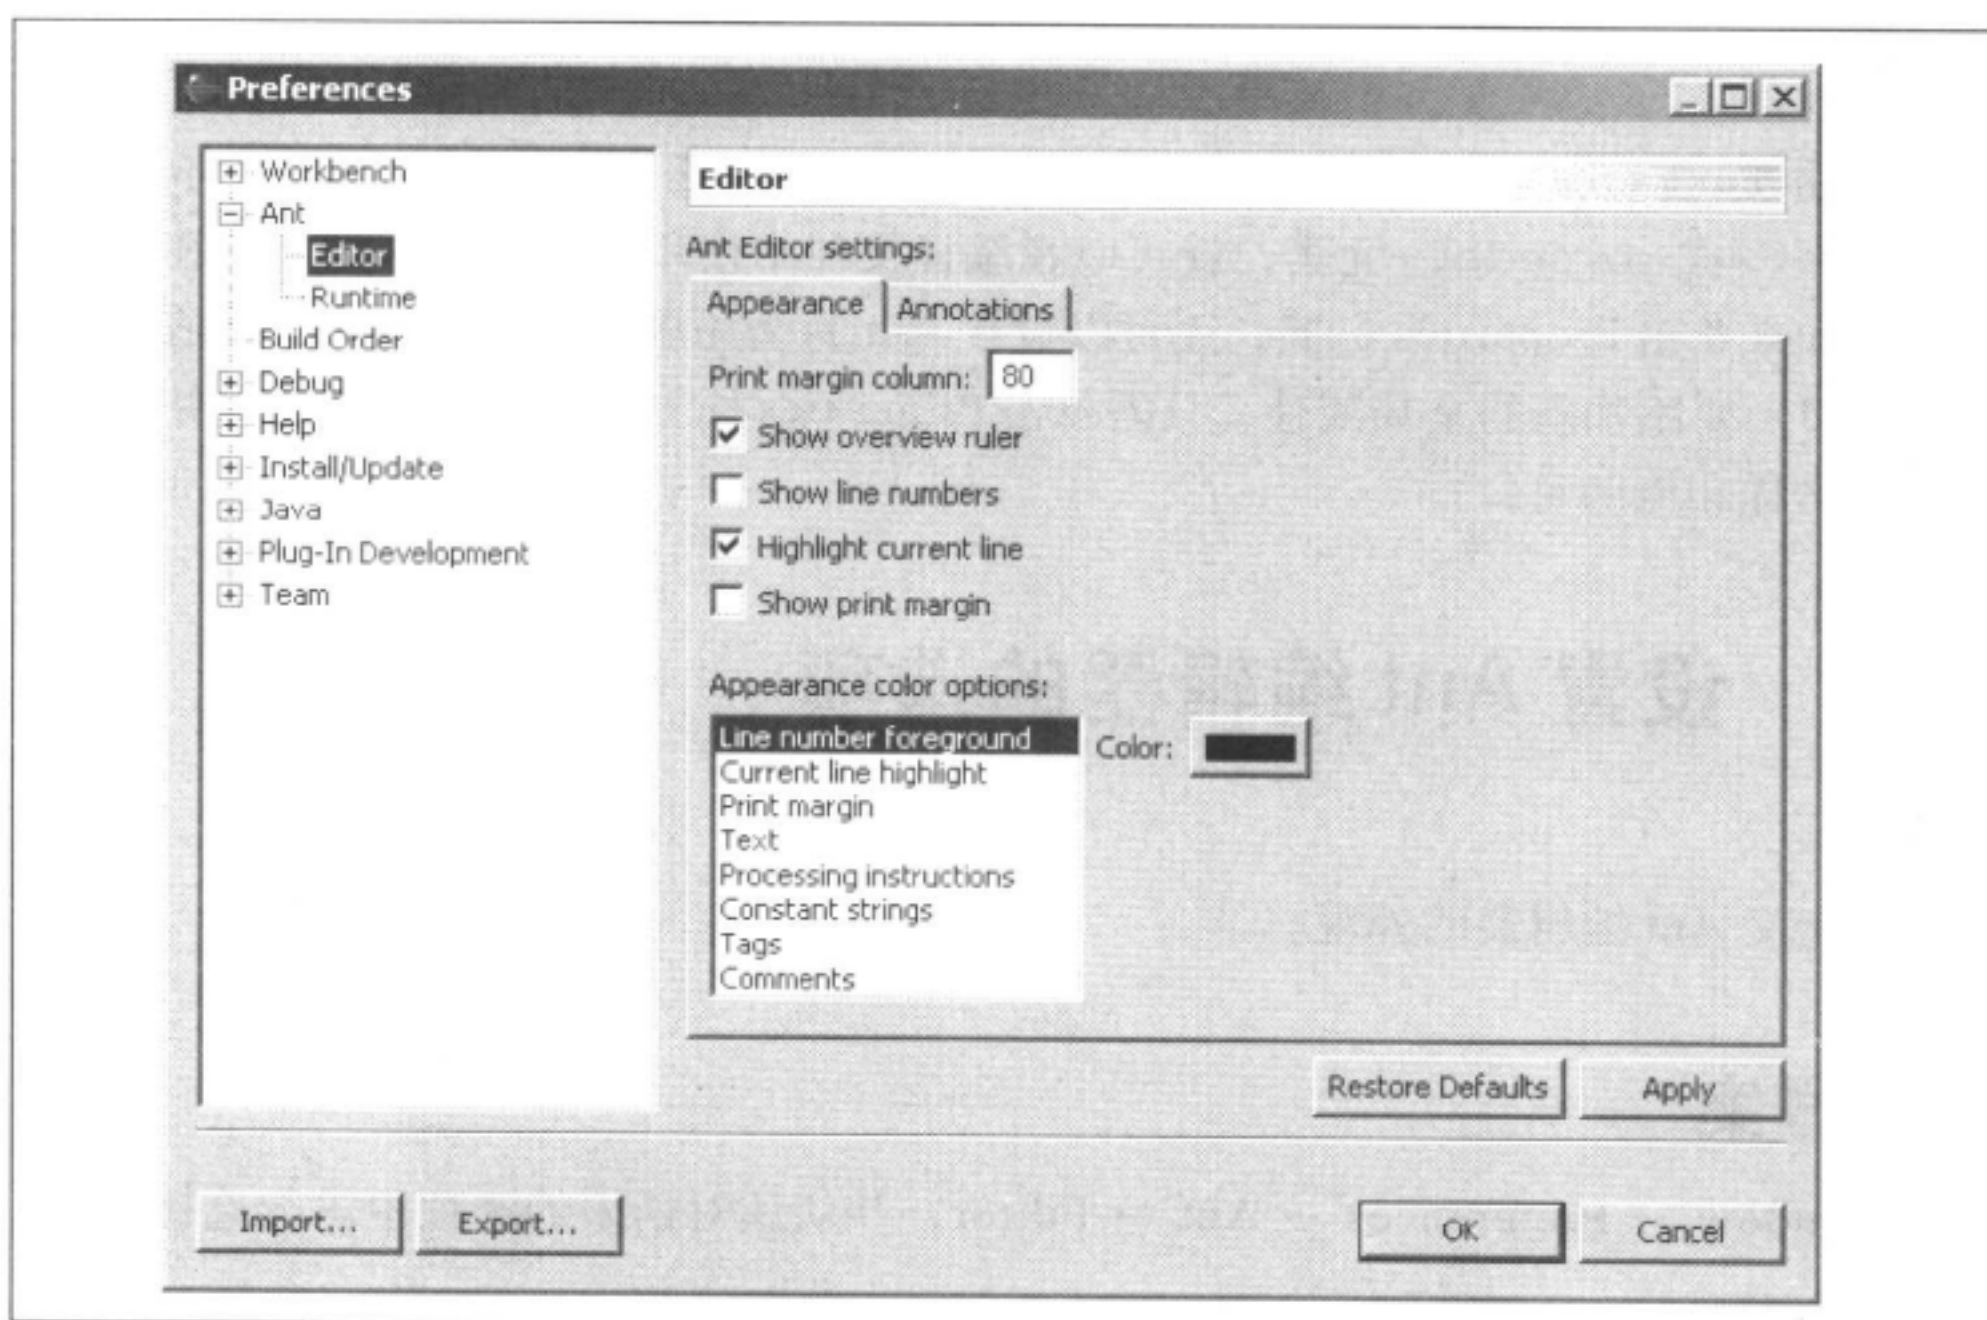 Preferences
Workbench
Ant
Editor
Runtime
Build Order
Debug
Help
Install/Update
Java
Plug-In Development
Team
Editor
Ant Editor settings:
Appearance
Annotations
Print margin column: 80
Show overview ruler
Show line numbers
Highlight current line
Show print margin
Appearance color options:
Line number foreground
Current line highlight
Print margin
Text
Processing instructions
Constant strings
Tags
Comments
Color:
Restore Defaults
Apply
Import...
Export...
OK
Cancel